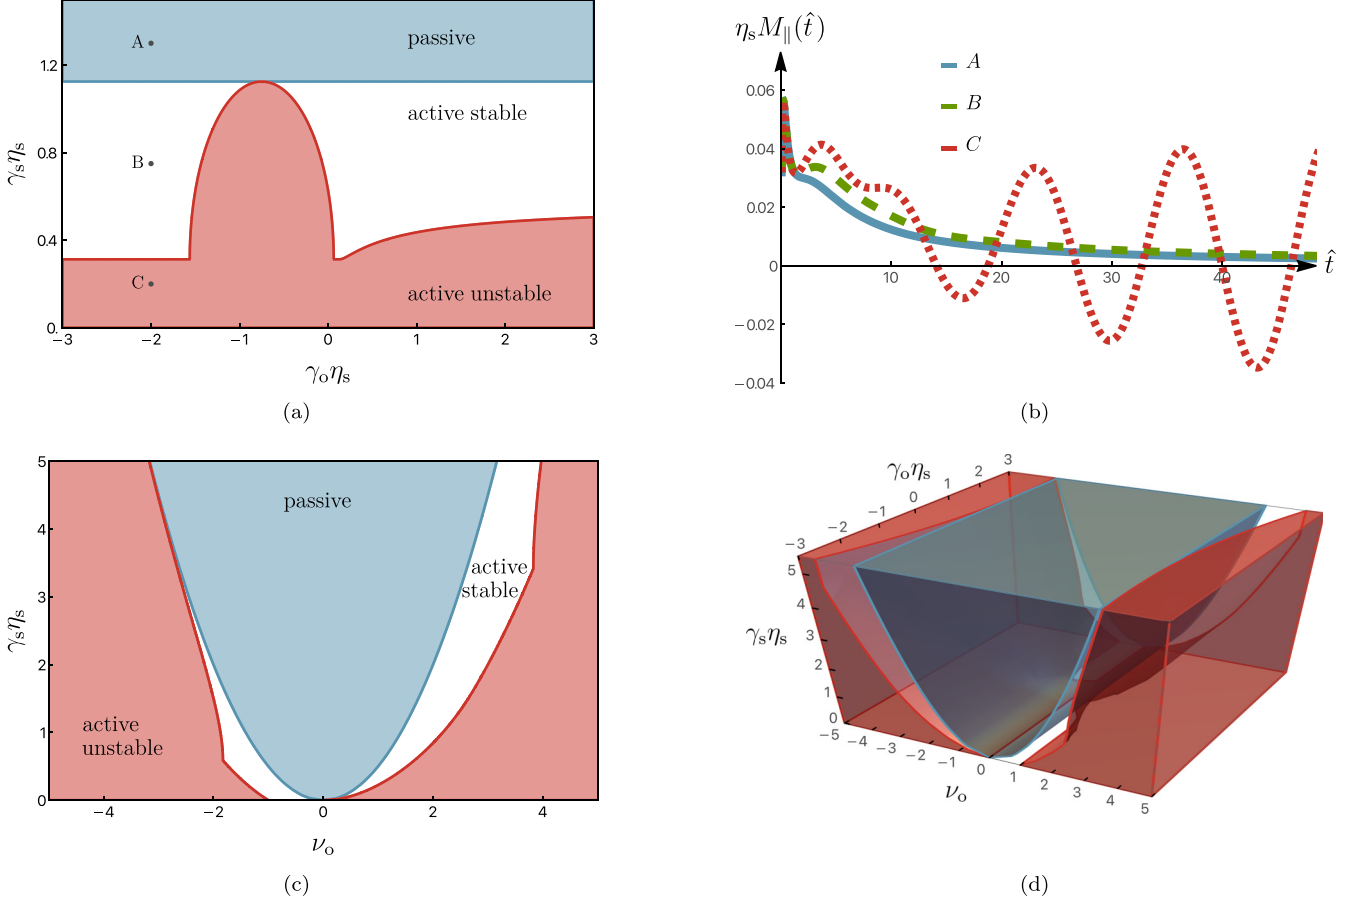 A
passive
1.2
active stable
0.8
B
γsηs
0.4
C
active unstable
0.
−3
−2
−1
0
1
2
3
γoηs
(a)
ηsM∥(t̂)
A
B
C
0.06
0.04
0.02
0
−0.02
−0.04
10
20
30
40
t̂
(b)
5
passive
4
active
stable
3
γsηs
2
active
unstable
1
0
−4
−2
0
2
4
νo
(c)
γoηs
3
2
1
0
−1
−2
−3
5
4
γsηs
3
2
1
0
−5
−4
−3
−2
−1
0
1
2
3
4
5
νo
(d)